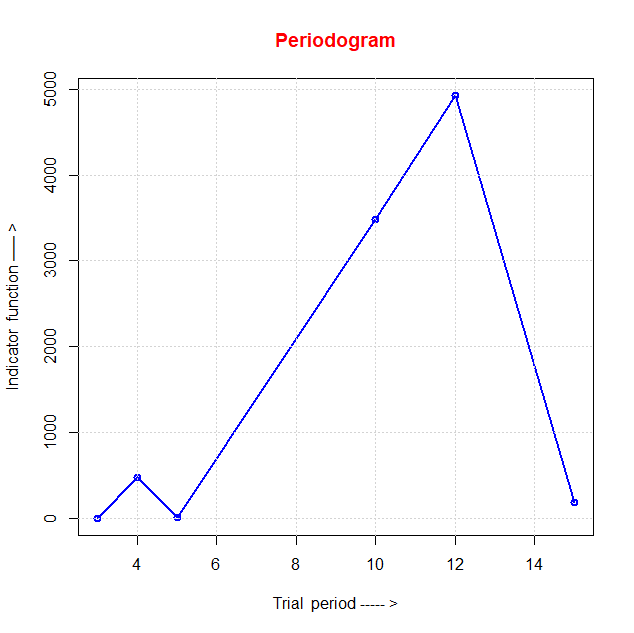 Periodogram
5000
4000
3000
2000
1000
0
Indicator function —— >
4 6 8 10 12 14
Trial period ----- >